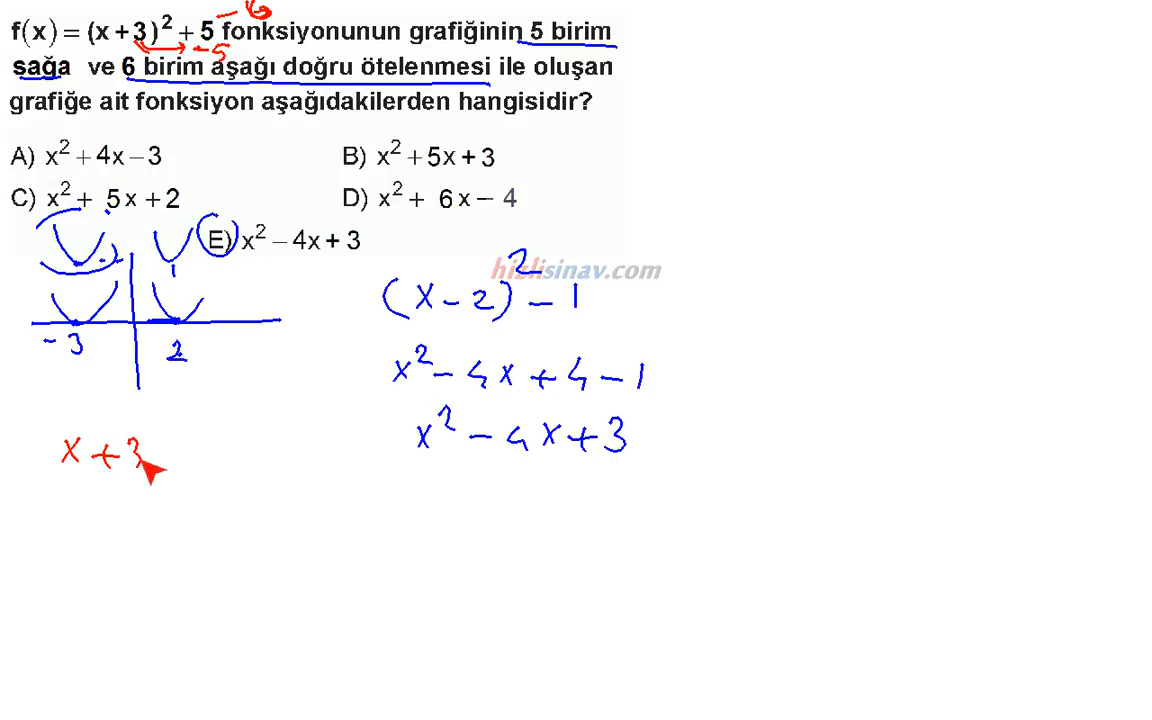 f(x) = (x + 3)² + 5 - 6 fonksiyonunun grafiğinin 5 birim
- 5
sağa ve 6 birim aşağı doğru ötelenmesi ile oluşan
grafiğe ait fonksiyon aşağıdakilerden hangisidir?
A) x² + 4x - 3 B) x² + 5x + 3
C) x² + 5x + 2 D) x² + 6x - 4
E) x² - 4x + 3
hizlisinav.com
(x - 2)² - 1
- 3 2
x² - 4x + 4 - 1
x² - 4x + 3
x + 3